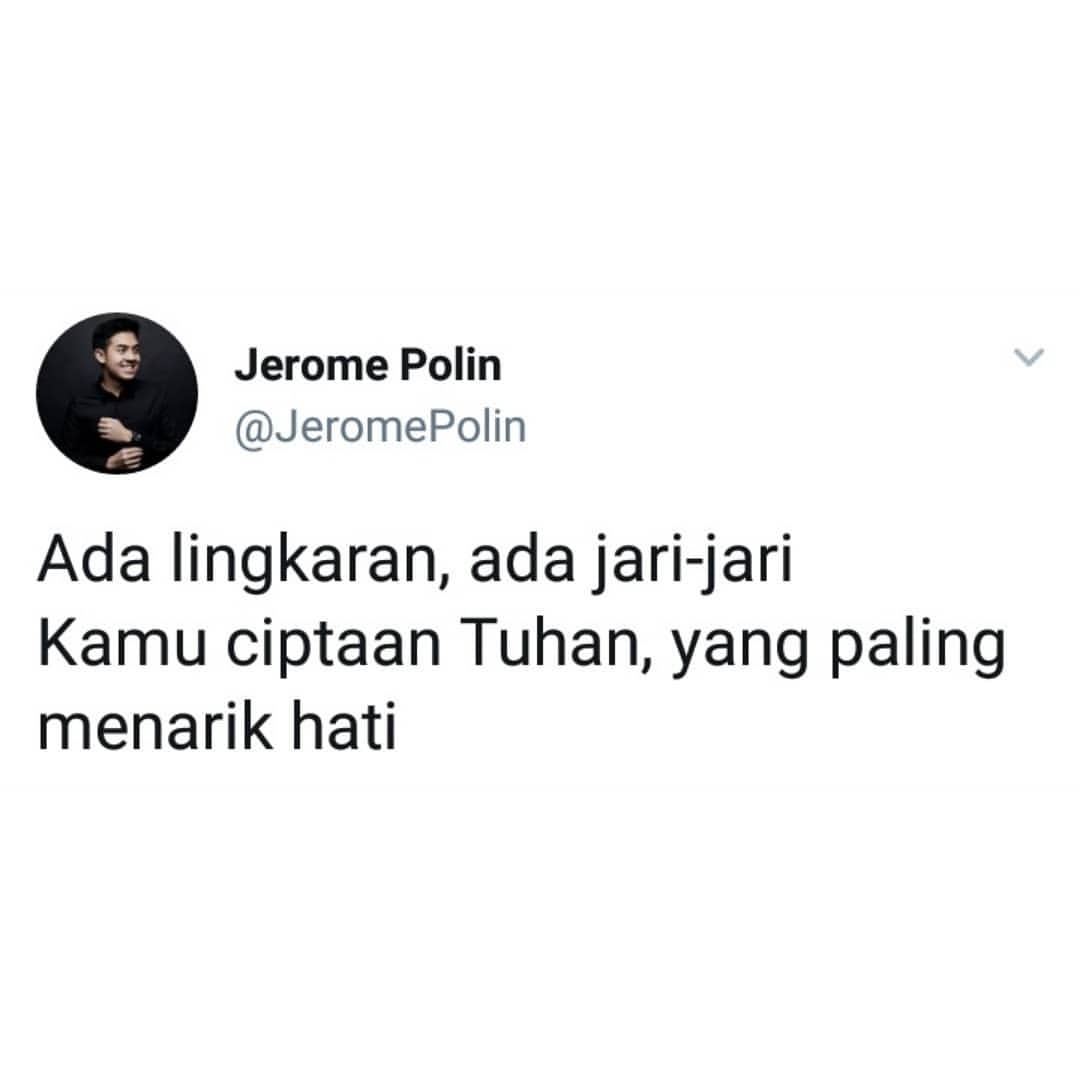 Jerome Polin
@JeromePolin
Ada lingkaran, ada jari-jari
Kamu ciptaan Tuhan, yang paling
menarik hati